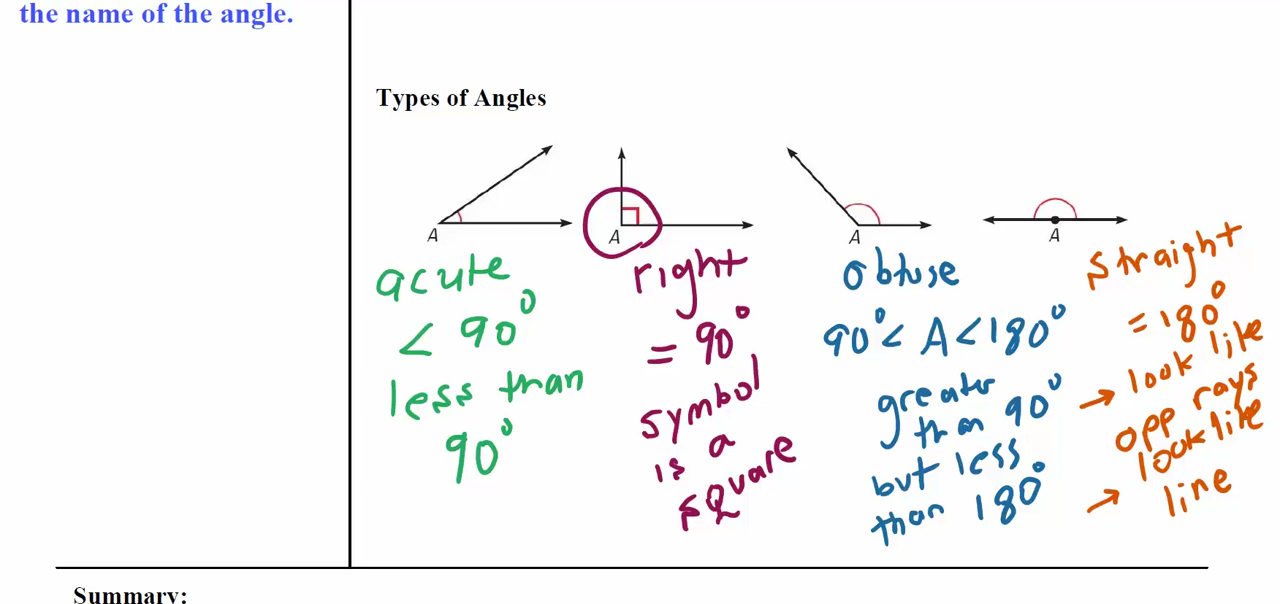 the name of the angle.
Types of Angles
A
A
A
A
acute
< 90°
less than
90°
right
= 90°
symbol
is a
square
obtuse
90° < A < 180°
greater
than 90°
but less
than 180°
straight
= 180°
→ look like
opp rays
→ look like
line
Summary: